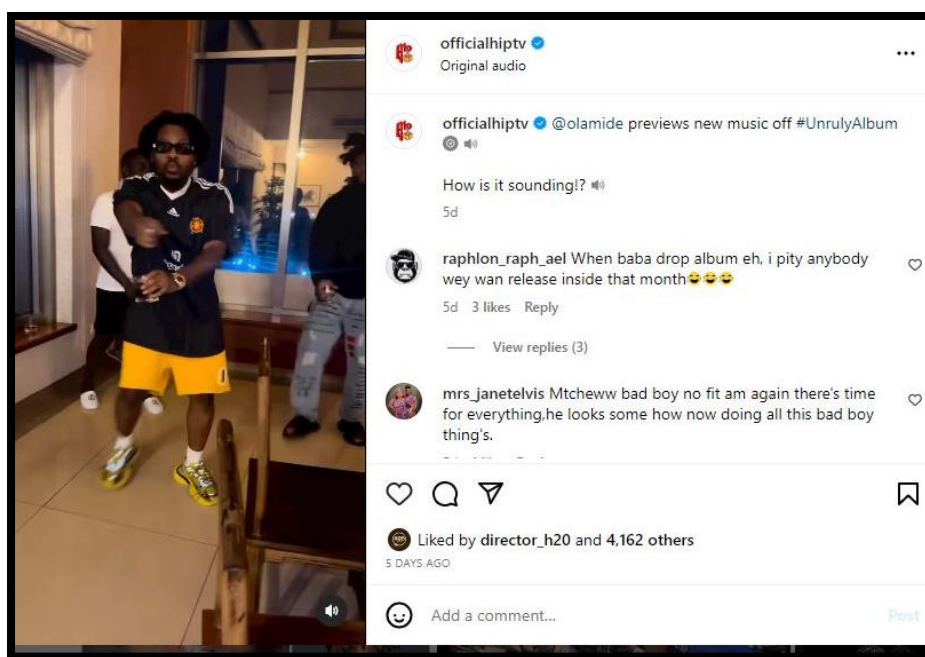 officialhiptv
Original audio
officialhiptv @olamide previews new music off #UnrulyAlbum
How is it sounding!?
5d
raphlon_raph_ael When baba drop album eh, i pity anybody
wey wan release inside that month😂😂😂
5d 3 likes Reply
View replies (3)
mrs_janetelvis Mtcheww bad boy no fit am again there's time
for everything,he looks some how now doing all this bad boy
thing's.
Liked by director_h20 and 4,162 others
5 DAYS AGO
Add a comment...
Post